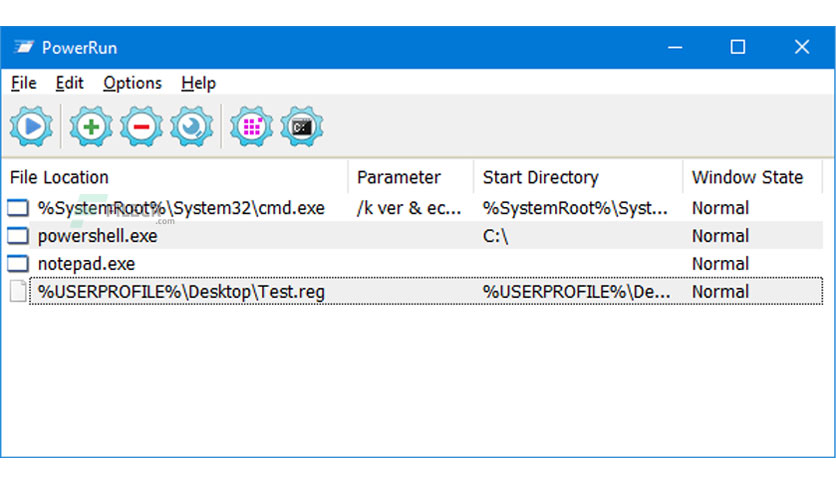 PowerRun
File Edit Options Help
C:\
File Location Parameter Start Directory Window State
%SystemRoot%\System32\cmd.exe /k ver & ec... %SystemRoot%\Syst... Normal
.com
powershell.exe C:\ Normal
notepad.exe Normal
%USERPROFILE%\Desktop\Test.reg %USERPROFILE%\De... Normal